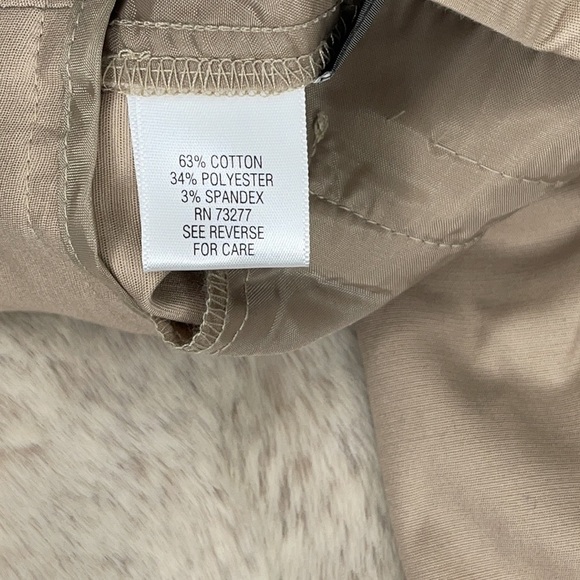 63% COTTON
34% POLYESTER
3% SPANDEX
RN 73277
SEE REVERSE
FOR CARE